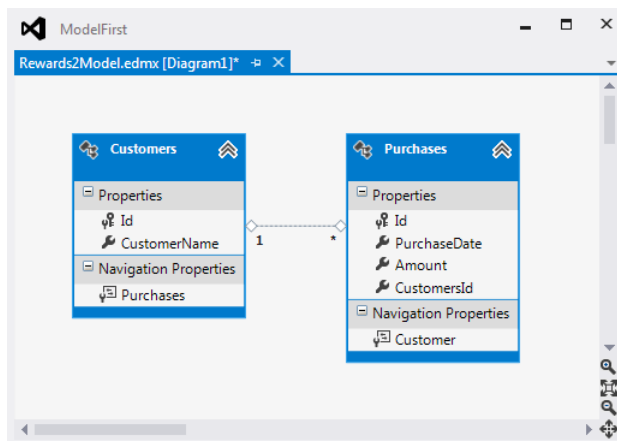 ModelFirst
Rewards2Model.edmx [Diagram1]*
Customers
Properties
Id
CustomerName
Navigation Properties
Purchases
1
*
Purchases
Properties
Id
PurchaseDate
Amount
CustomersId
Navigation Properties
Customer